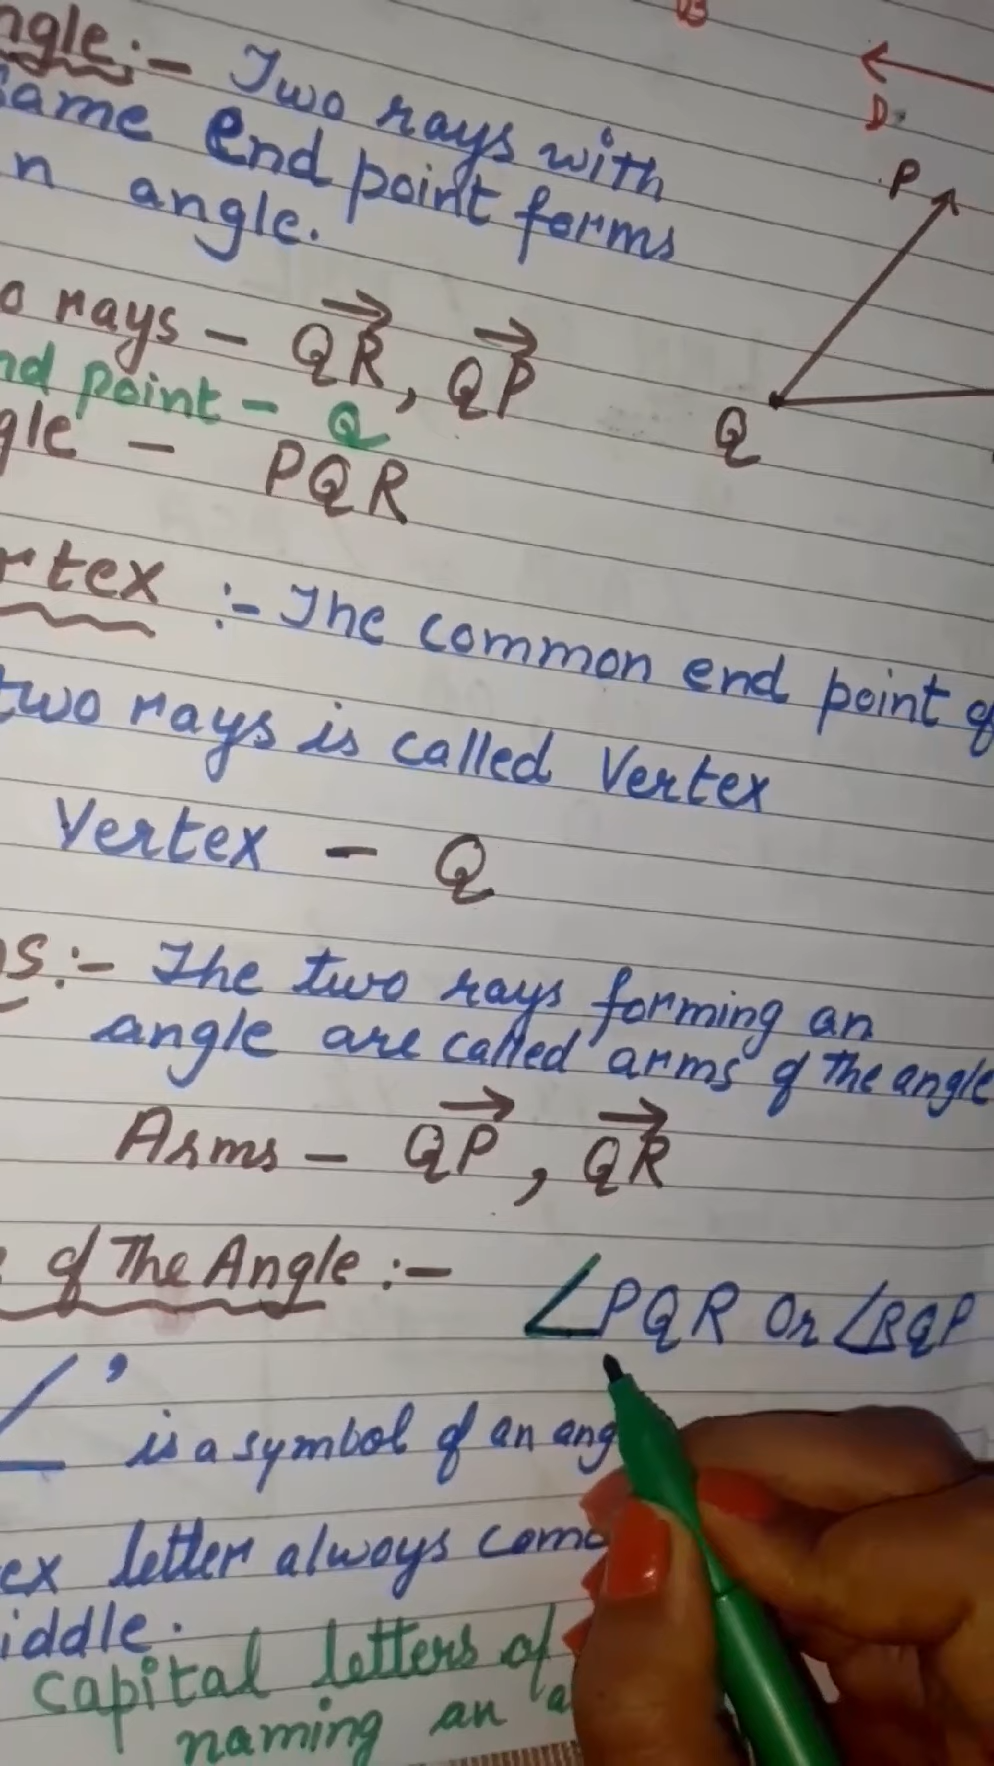 ngle :- Two rays with
same end point forms
n angle.
o rays - QR, QP
nd point - Q
gle - PQR
rtex :- The common end point of
two rays is called Vertex
Vertex - Q
s :- The two rays forming an
angle are called arms of the angle
Arms - QP, QR
of The Angle :- ∠PQR Or ∠RQP
∠ ' is a symbol of an ang
ex letter always come
iddle.
capital letters of
naming an a
B
D
P
Q